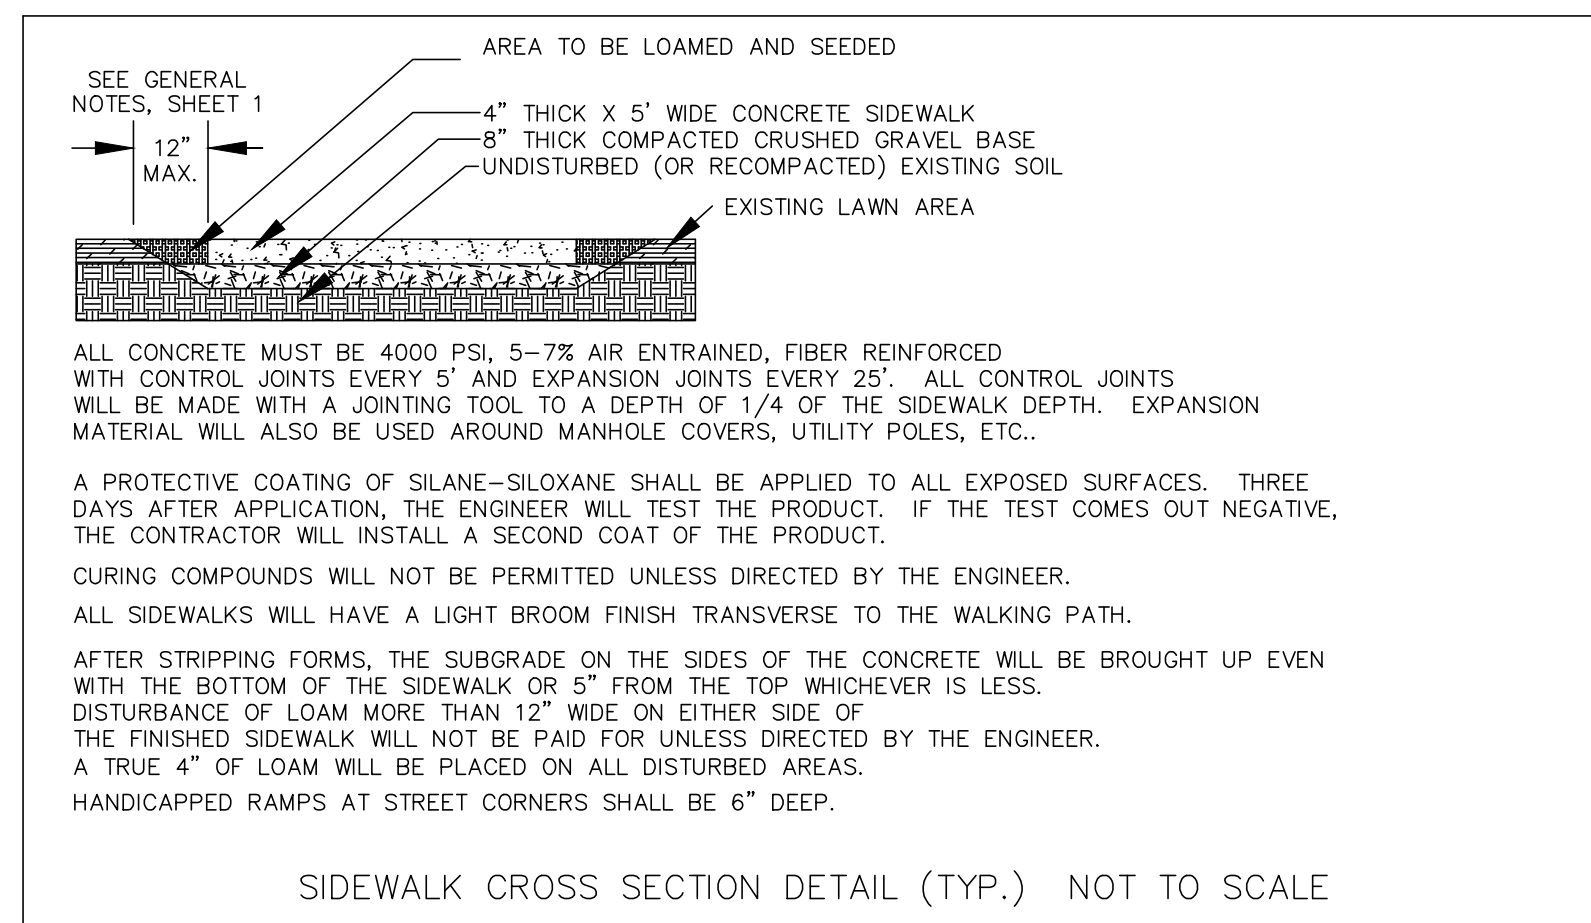 AREA TO BE LOAMED AND SEEDED
SEE GENERAL
NOTES, SHEET 1
12"
MAX.
4" THICK X 5' WIDE CONCRETE SIDEWALK
8" THICK COMPACTED CRUSHED GRAVEL BASE
UNDISTURBED (OR RECOMPACTED) EXISTING SOIL
EXISTING LAWN AREA
ALL CONCRETE MUST BE 4000 PSI, 5-7% AIR ENTRAINED, FIBER REINFORCED
WITH CONTROL JOINTS EVERY 5' AND EXPANSION JOINTS EVERY 25'. ALL CONTROL JOINTS
WILL BE MADE WITH A JOINTING TOOL TO A DEPTH OF 1/4 OF THE SIDEWALK DEPTH. EXPANSION
MATERIAL WILL ALSO BE USED AROUND MANHOLE COVERS, UTILITY POLES, ETC..
A PROTECTIVE COATING OF SILANE-SILOXANE SHALL BE APPLIED TO ALL EXPOSED SURFACES. THREE
DAYS AFTER APPLICATION, THE ENGINEER WILL TEST THE PRODUCT. IF THE TEST COMES OUT NEGATIVE,
THE CONTRACTOR WILL INSTALL A SECOND COAT OF THE PRODUCT.
CURING COMPOUNDS WILL NOT BE PERMITTED UNLESS DIRECTED BY THE ENGINEER.
ALL SIDEWALKS WILL HAVE A LIGHT BROOM FINISH TRANSVERSE TO THE WALKING PATH.
AFTER STRIPPING FORMS, THE SUBGRADE ON THE SIDES OF THE CONCRETE WILL BE BROUGHT UP EVEN
WITH THE BOTTOM OF THE SIDEWALK OR 5" FROM THE TOP WHICHEVER IS LESS.
DISTURBANCE OF LOAM MORE THAN 12" WIDE ON EITHER SIDE OF
THE FINISHED SIDEWALK WILL NOT BE PAID FOR UNLESS DIRECTED BY THE ENGINEER.
A TRUE 4" OF LOAM WILL BE PLACED ON ALL DISTURBED AREAS.
HANDICAPPED RAMPS AT STREET CORNERS SHALL BE 6" DEEP.
SIDEWALK CROSS SECTION DETAIL (TYP.) NOT TO SCALE